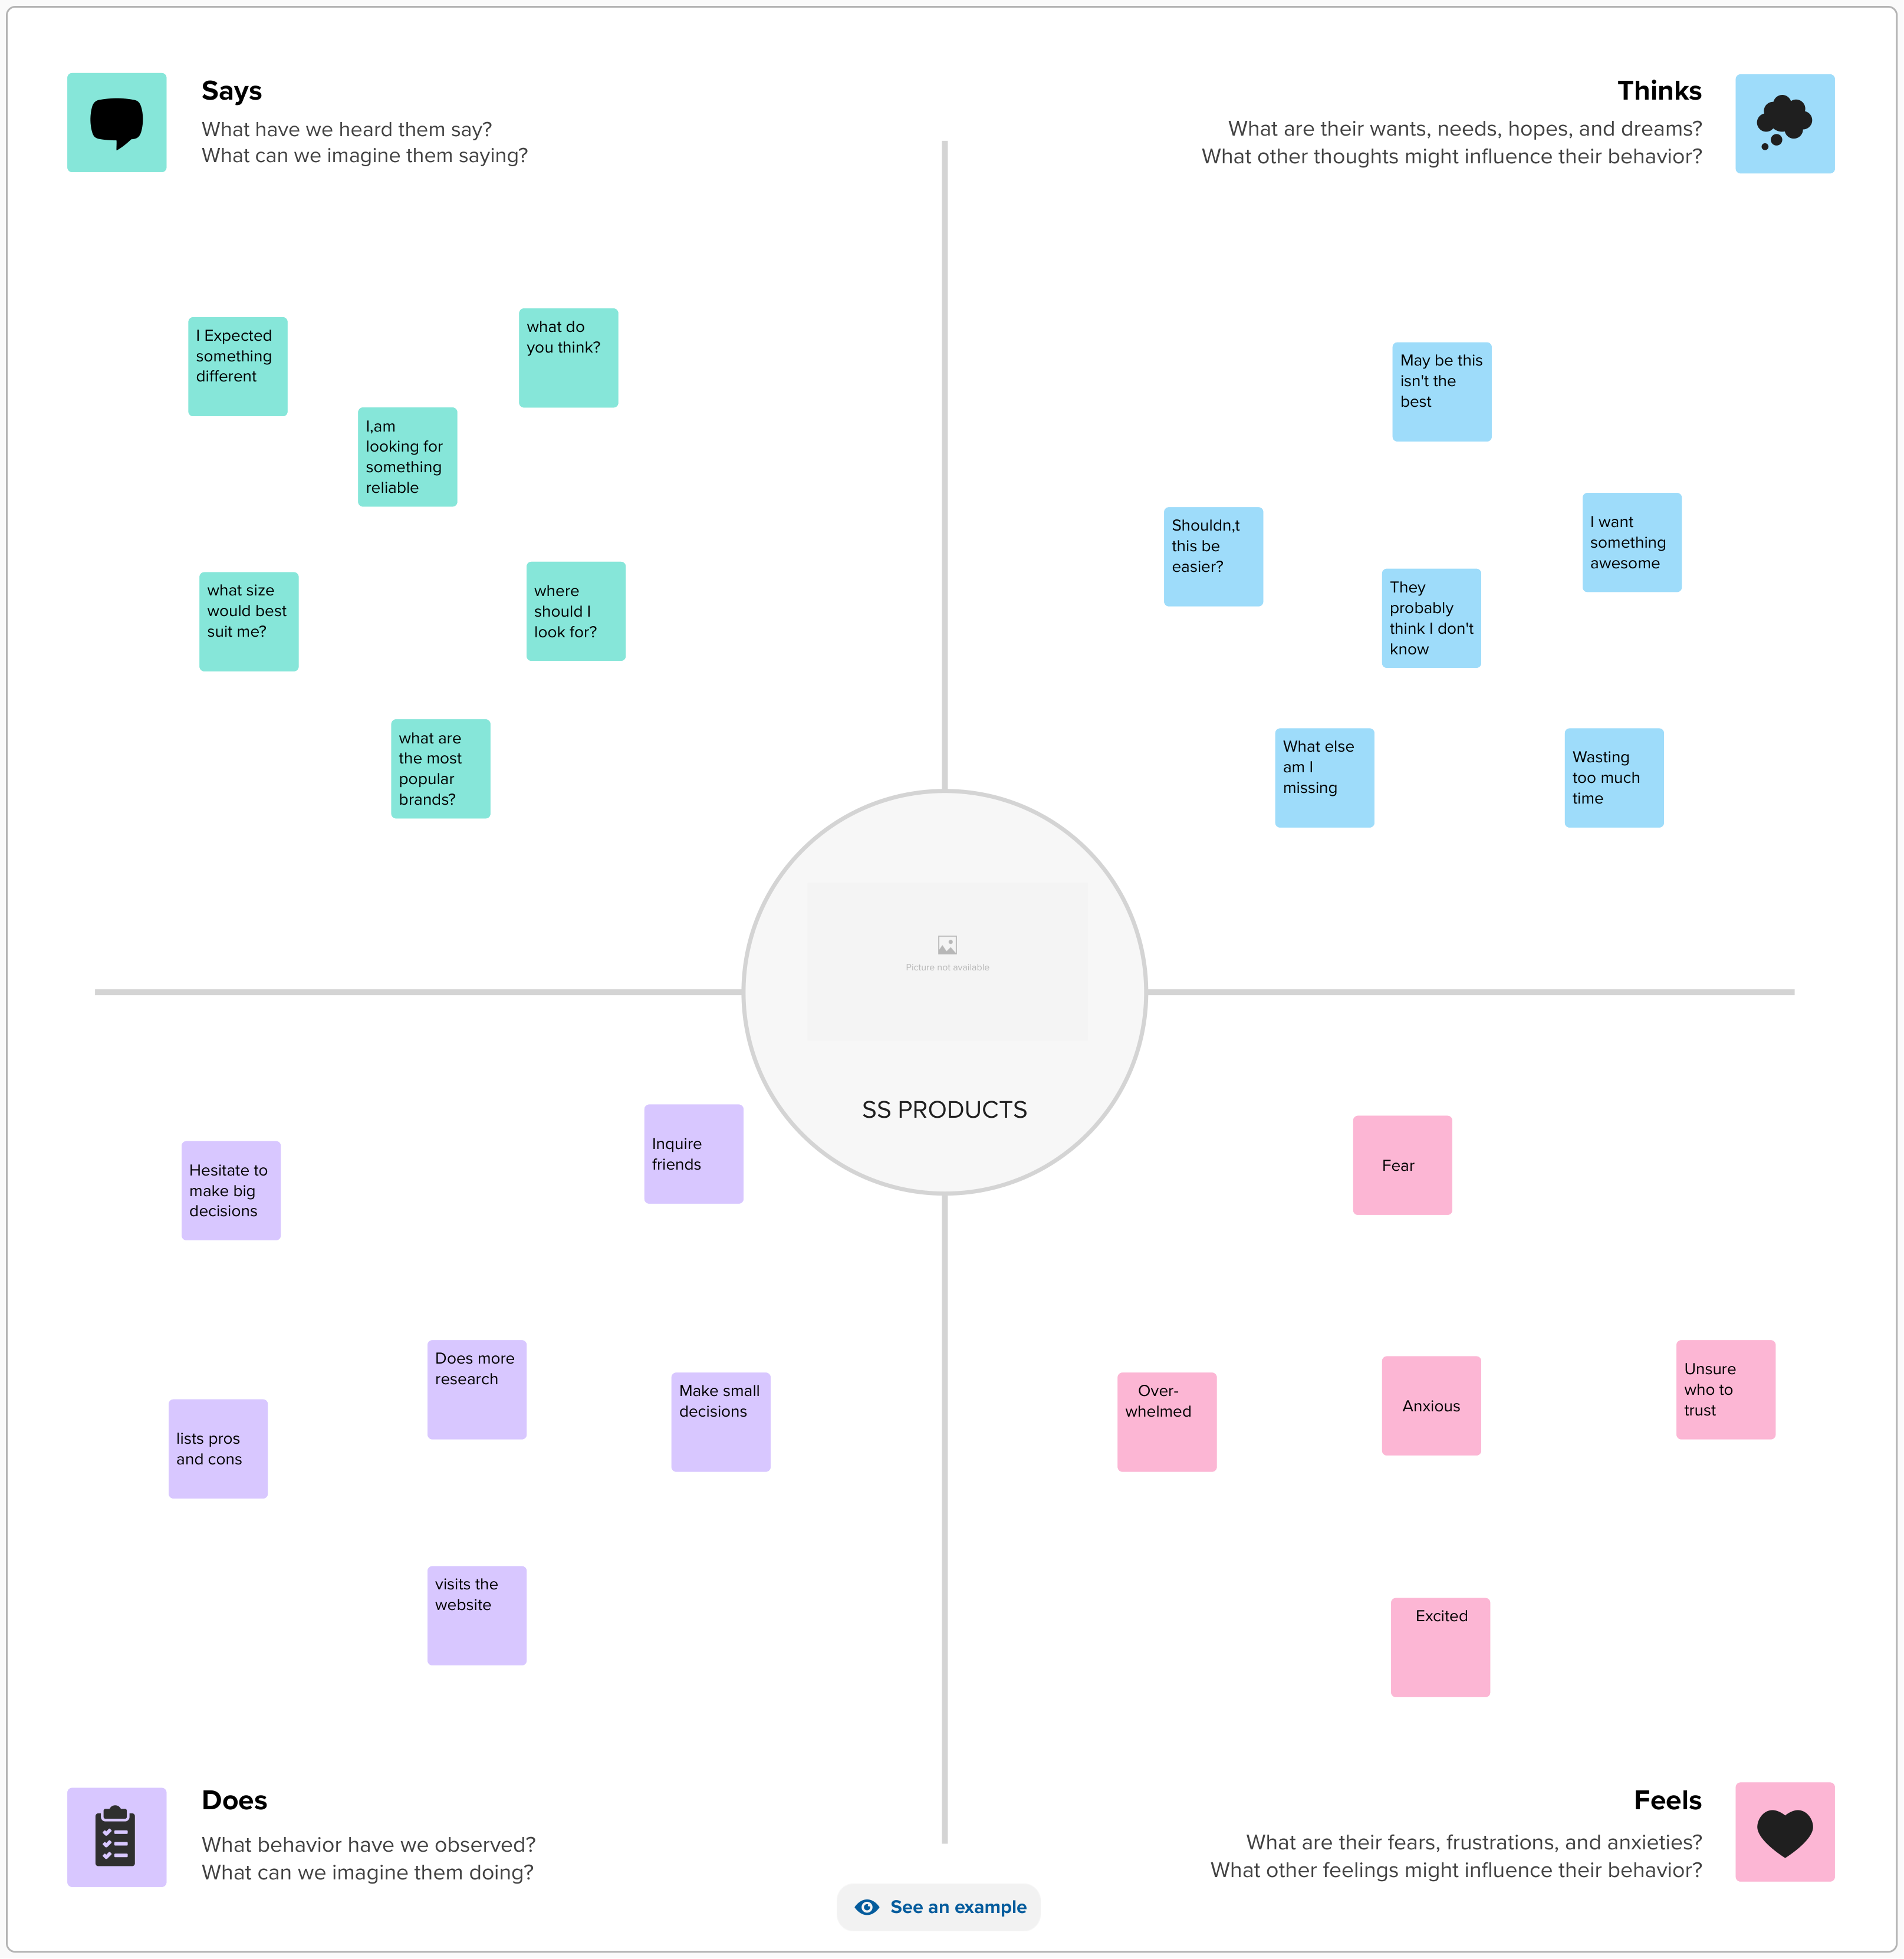 Says
What have we heard them say?
What can we imagine them saying?
Thinks
What are their wants, needs, hopes, and dreams?
What other thoughts might influence their behavior?
I Expected
something
different
what do
you think?
I,am
looking for
something
reliable
what size
would best
suit me?
where
should I
look for?
what are
the most
popular
brands?
May be this
isn't the
best
Shouldn,t
this be
easier?
I want
something
awesome
They
probably
think I don't
know
What else
am I
missing
Wasting
too much
time
Picture not available
SS PRODUCTS
Hesitate to
make big
decisions
Inquire
friends
Does more
research
Make small
decisions
lists pros
and cons
visits the
website
Fear
Over-
whelmed
Anxious
Unsure
who to
trust
Excited
Does
What behavior have we observed?
What can we imagine them doing?
Feels
What are their fears, frustrations, and anxieties?
What other feelings might influence their behavior?
See an example